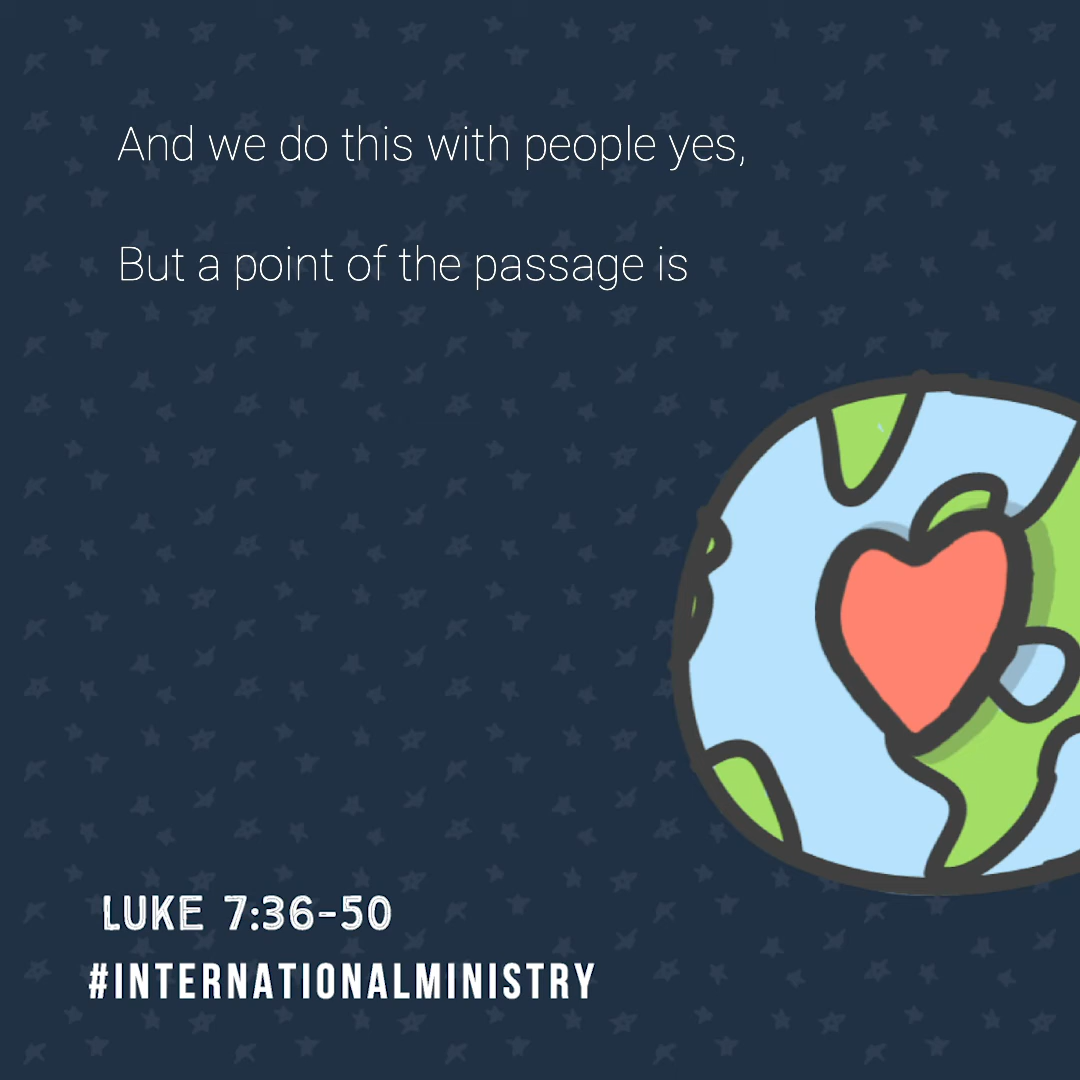 And we do this with people yes,
But a point of the passage is
LUKE 7:36-50
#INTERNATIONALMINISTRY